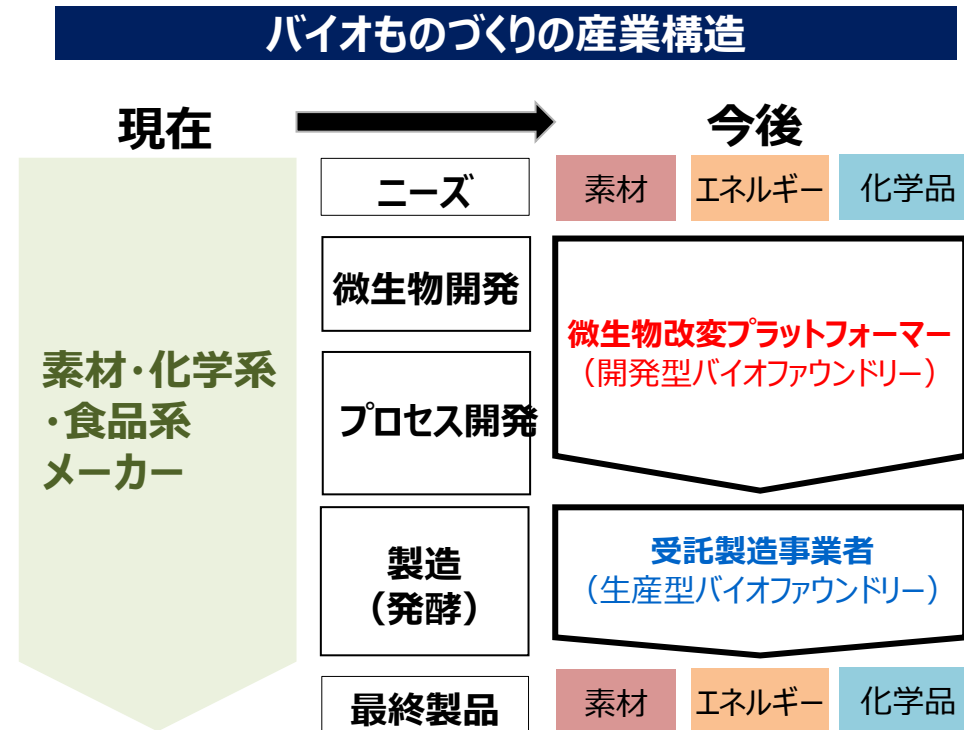 バイオものづくりの産業構造
現在
今後
ニーズ
素材
エネルギー
化学品
微生物開発
微生物改変プラットフォーマー
（開発型バイオファウンドリー）
素材･化学系
･食品系
メーカー
プロセス開発
製造
（発酵）
受託製造事業者
（生産型バイオファウンドリー）
最終製品
素材
エネルギー
化学品